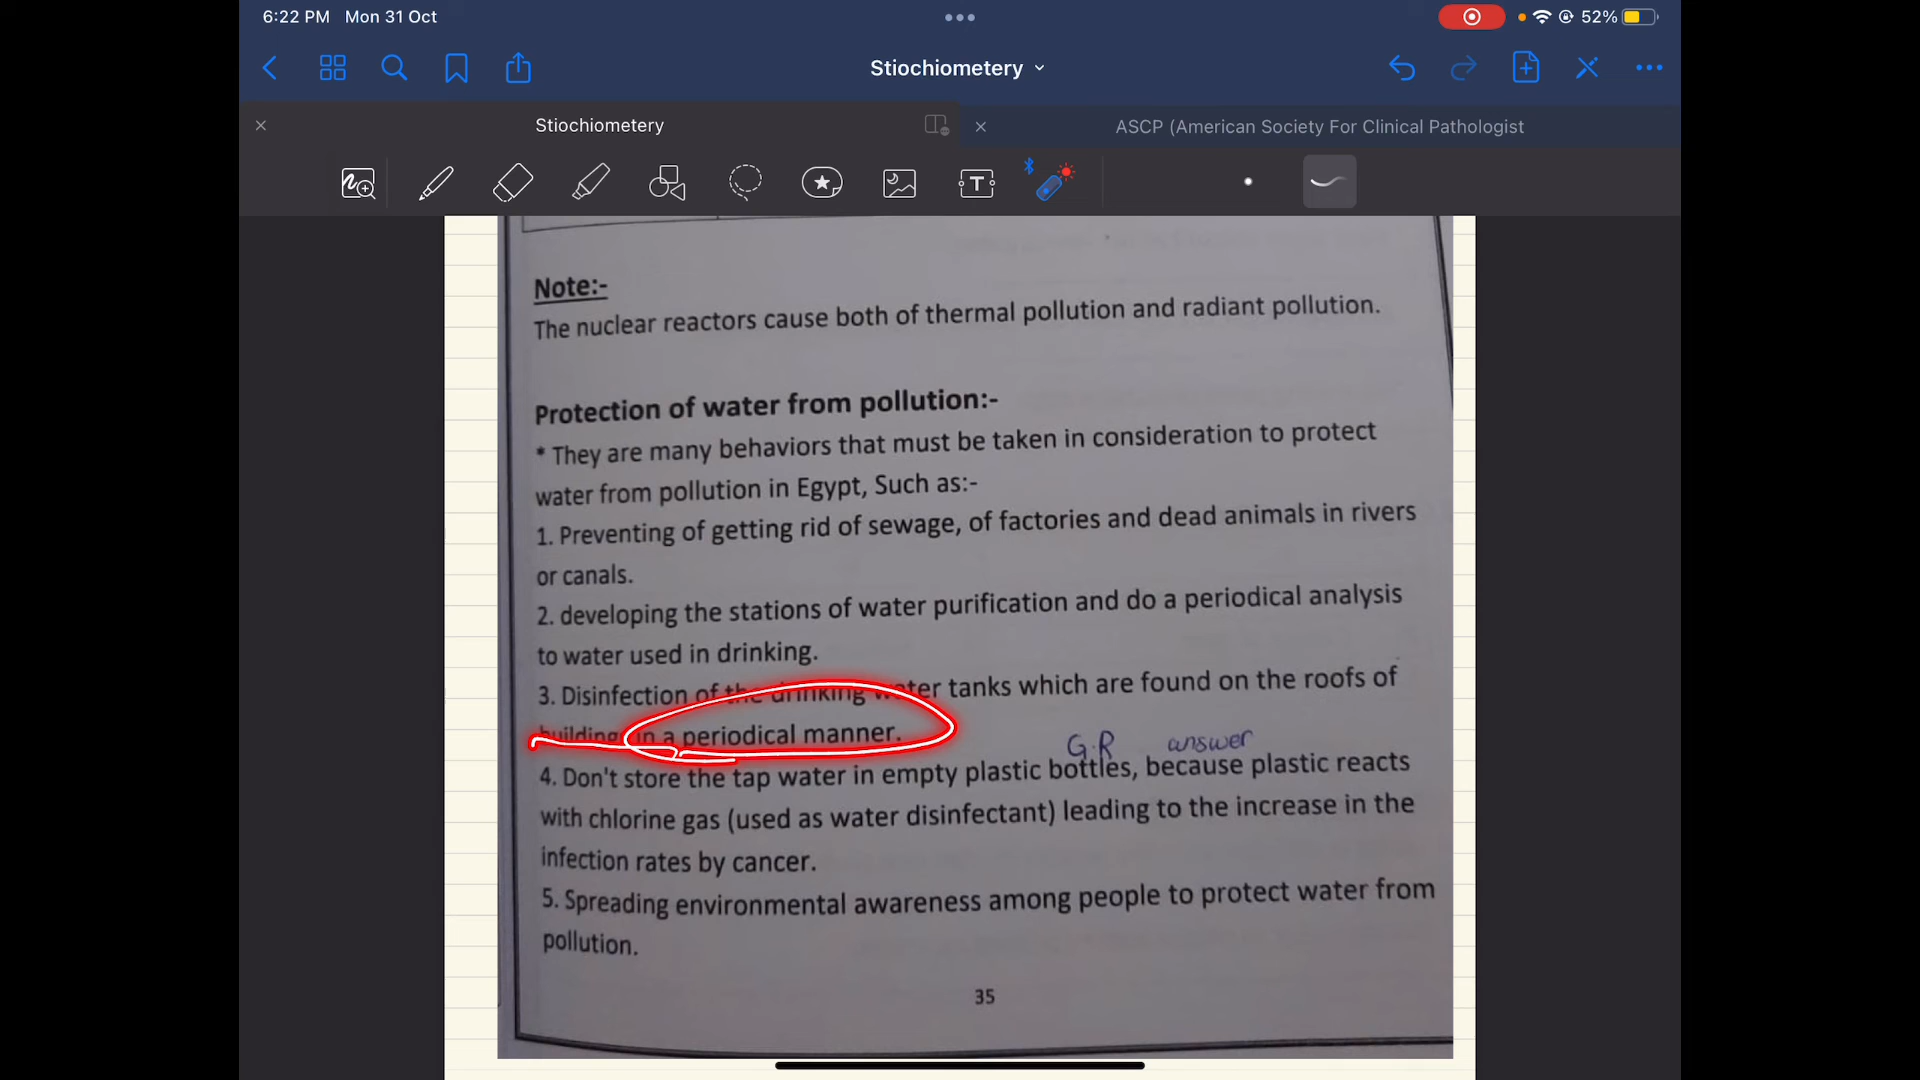 6:22 PM Mon 31 Oct
52%
Stiochiometery
Stiochiometery
ASCP (American Society For Clinical Pathologist
Note:-
The nuclear reactors cause both of thermal pollution and radiant pollution.
Protection of water from pollution:-
* They are many behaviors that must be taken in consideration to protect
water from pollution in Egypt, Such as:-
1. Preventing of getting rid of sewage, of factories and dead animals in rivers
or canals.
2. developing the stations of water purification and do a periodical analysis
to water used in drinking.
3. Disinfection of the drinking water tanks which are found on the roofs of
building in a periodical manner.
G.R answer
4. Don't store the tap water in empty plastic bottles, because plastic reacts
with chlorine gas (used as water disinfectant) leading to the increase in the
infection rates by cancer.
5. Spreading environmental awareness among people to protect water from
pollution.
35